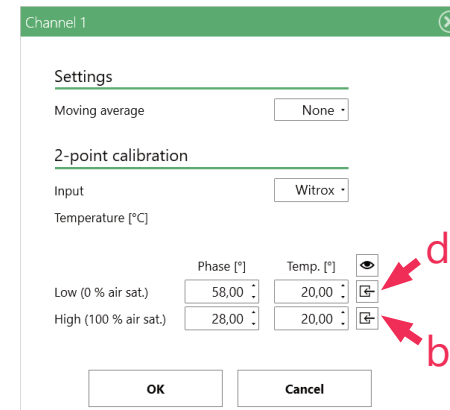 Channel 1
Settings
Moving average None
2-point calibration
Input Witrox
Temperature [°C]
Phase [°] Temp. [°]
d
Low (0 % air sat.) 58,00 20,00
High (100 % air sat.) 28,00 20,00
b
OK Cancel